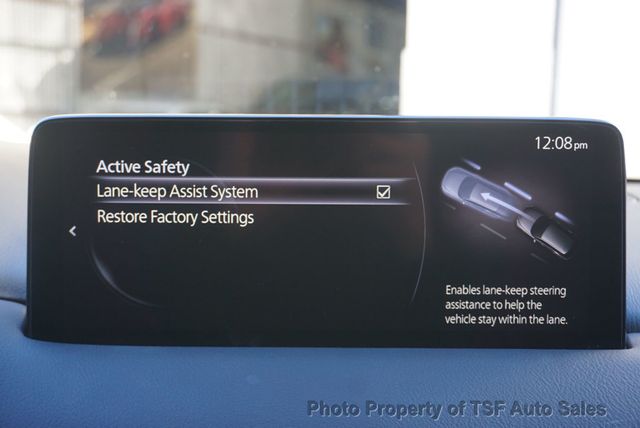 12:08pm
Active Safety
Lane-keep Assist System
Restore Factory Settings
Enables lane-keep steering
assistance to help the
vehicle stay within the lane.
Photo Property of TSF Auto Sales